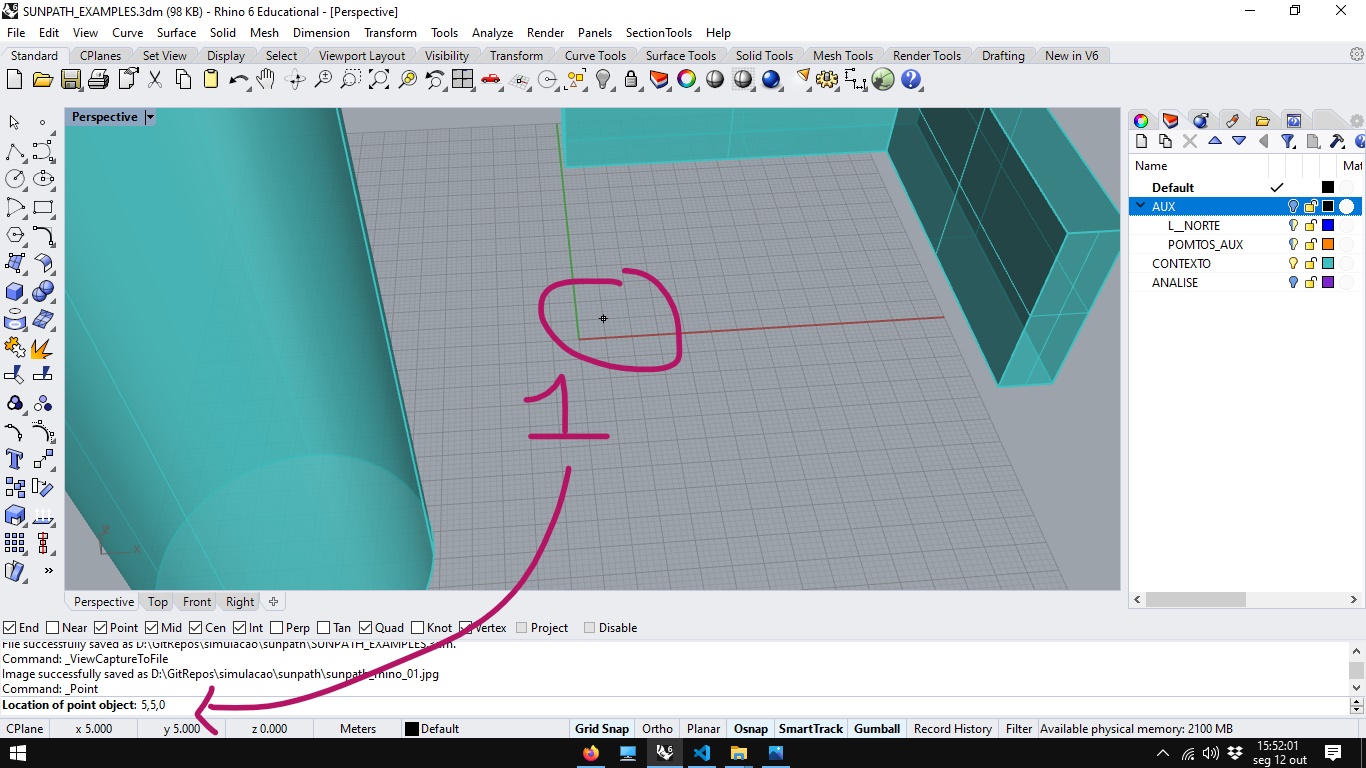 SUNPATH_EXAMPLES.3dm (98 KB) - Rhino 6 Educational - [Perspective]
File Edit View Curve Surface Solid Mesh Dimension Transform Tools Analyze Render Panels SectionTools Help
Standard CPlanes Set View Display Select Viewport Layout Visibility Transform Curve Tools Surface Tools Solid Tools Mesh Tools Render Tools Drafting New in V6
Perspective
Name Mat
Default
AUX
L__NORTE
POMTOS_AUX
CONTEXTO
ANALISE
1
y
x
Perspective Top Front Right
End Near Point Mid Cen Int Perp Tan Quad Knot Vertex Project Disable
File successfully saved as D:\GitRepos\simulacao\sunpath\SUNPATH_EXAMPLES.3dm.
Command: _ViewCaptureToFile
Image successfully saved as D:\GitRepos\simulacao\sunpath\sunpath_rhino_01.jpg
Command: _Point
Location of point object: 5,5,0
CPlane x 5.000 y 5.000 z 0.000 Meters Default Grid Snap Ortho Planar Osnap SmartTrack Gumball Record History Filter Available physical memory: 2100 MB
15:52:01
seg 12 out